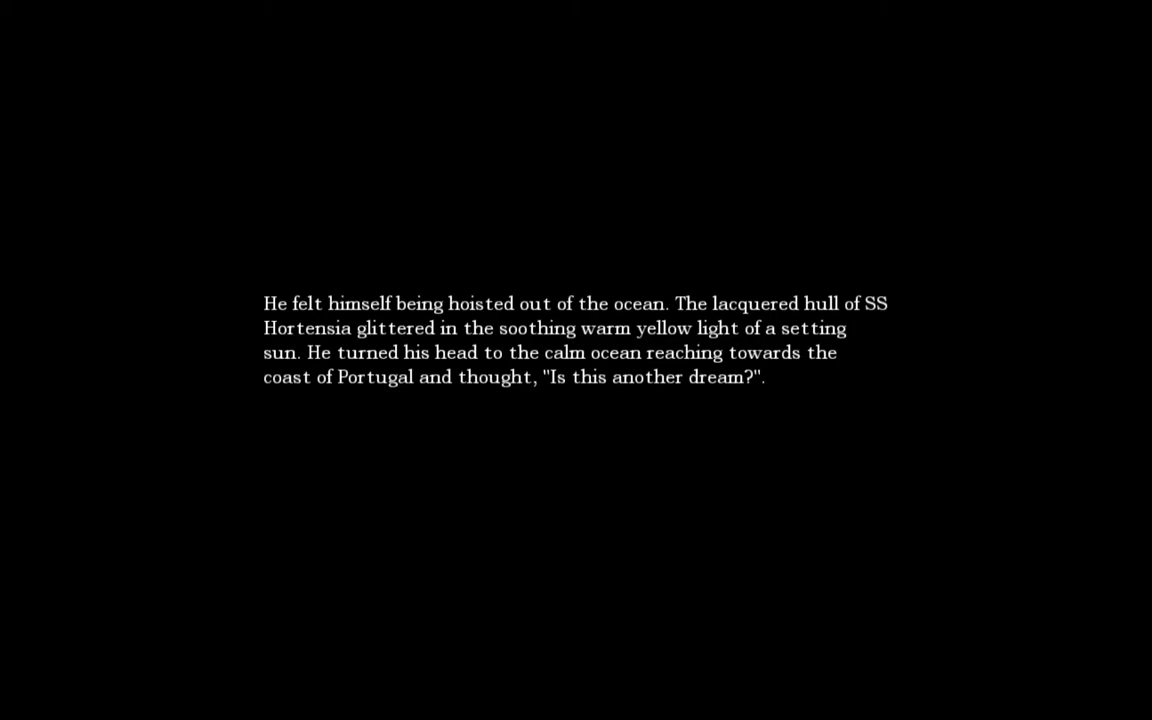 He felt himself being hoisted out of the ocean. The lacquered hull of SS
Hortensia glittered in the soothing warm yellow light of a setting
sun. He turned his head to the calm ocean reaching towards the
coast of Portugal and thought, "Is this another dream?".